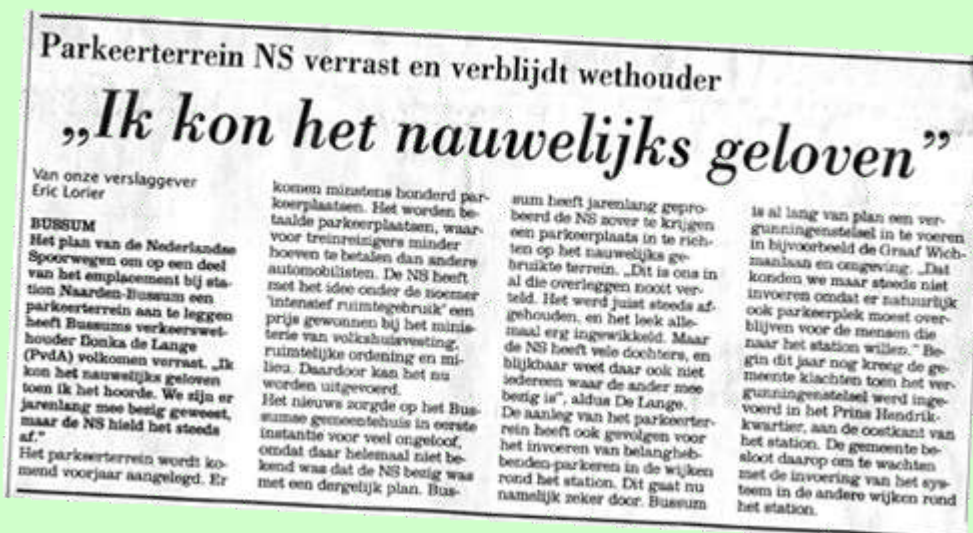 Parkeerterrein NS verrast en verblijdt wethouder
„Ik kon het nauwelijks geloven”
Van onze verslaggever
Eric Lorier
BUSSUM
Het plan van de Nederlandse
Spoorwegen om op een deel
van het emplacement bij sta-
tion Naarden-Bussum een
parkeerterrein aan te leggen
heeft Bussums verkeerswet-
houder Donka de Lange
(PvdA) volkomen verrast. „Ik
kon het nauwelijks geloven
toen ik het hoorde. We zijn er
jarenlang mee bezig geweest,
maar de NS hield het steeds
af.”
Het parkeerterrein wordt ko-
mend voorjaar aangelegd. Er
komen minstens honderd par-
keerplaatsen. Het worden be-
taalde parkeerplaatsen, waar-
voor treinreizigers minder
hoeven te betalen dan andere
automobilisten. De NS heeft
met het idee onder de noemer
'intensief ruimtegebruik' een
prijs gewonnen bij het minis-
terie van volkshuisvesting,
ruimtelijke ordening en mi-
lieu. Daardoor kan het nu
worden uitgevoerd.
Het nieuws zorgde op het Bus-
sumse gemeentehuis in eerste
instantie voor veel ongeloof,
omdat daar helemaal niet be-
kend was dat de NS bezig was
met een dergelijk plan. Bus-
sum heeft jarenlang gepro-
beerd de NS zover te krijgen
een parkeerplaats in te rich-
ten op het nauwelijks ge-
bruikte terrein. „Dit is ons in
al die overleggen nooit ver-
teld. Het werd juist steeds af-
gehouden, en het leek alle-
maal erg ingewikkeld. Maar
de NS heeft vele dochters, en
blijkbaar weet daar ook niet
iedereen waar de ander mee
bezig is”, aldus De Lange.
De aanleg van het parkeerter-
rein heeft ook gevolgen voor
het invoeren van belangheb-
benden-parkeren in de wijken
rond het station. Dit gaat nu
namelijk zeker door. Bussum
is al lang van plan een ver-
gunningenstelsel in te voeren
in bijvoorbeeld de Graaf Wich-
manlaan en omgeving. „Dat
konden we maar steeds niet
invoeren omdat er natuurlijk
ook parkeerplek moest over-
blijven voor de mensen die
naar het station willen.” Be-
gin dit jaar nog kreeg de ge-
meente klachten toen het ver-
gunningenstelsel werd inge-
voerd in het Prins Hendrik-
kwartier, aan de oostkant van
het station. De gemeente be-
sloot daarop om te wachten
met de invoering van het sys-
teem in de andere wijken rond
het station.